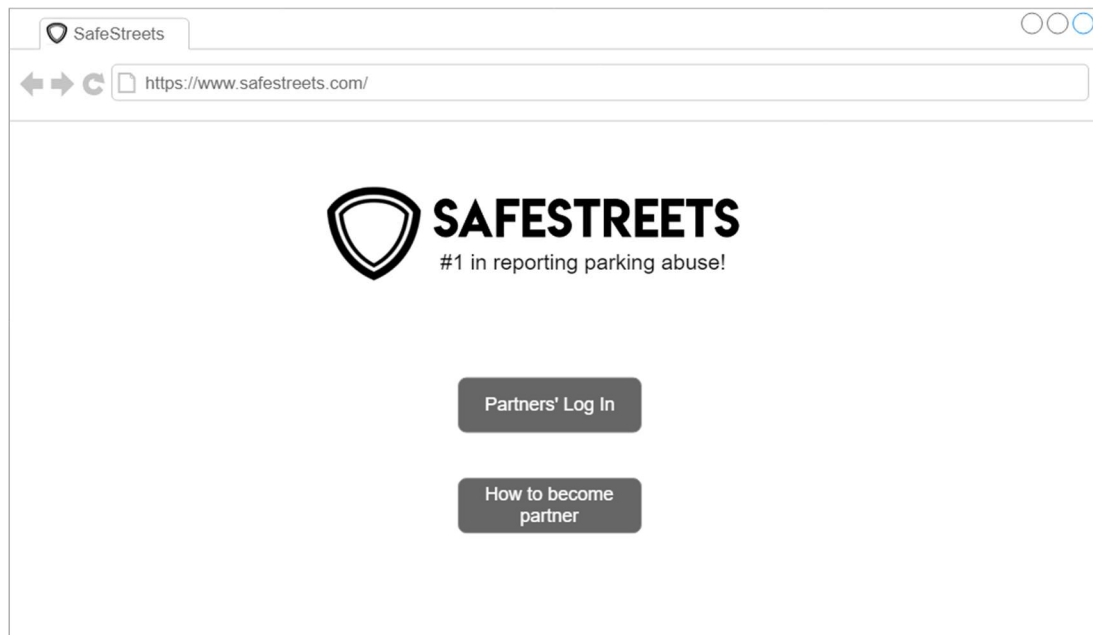 SafeStreets
https://www.safestreets.com/
SAFESTREETS
#1 in reporting parking abuse!
Partners' Log In
How to become
partner